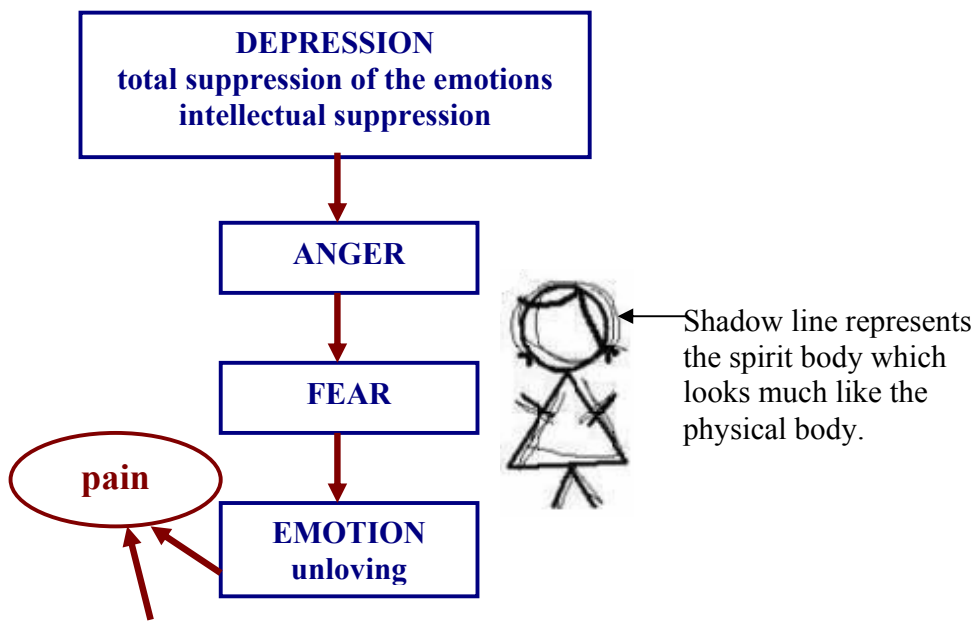 DEPRESSION
total suppression of the emotions
intellectual suppression
ANGER
FEAR
Shadow line represents
the spirit body which
looks much like the
physical body.
pain
EMOTION
unloving